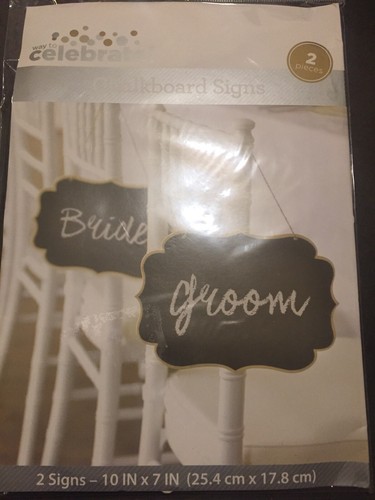 way to
celebrate
2
pieces
Chalkboard Signs
Bride
Groom
2 Signs – 10 IN x 7 IN (25.4 cm x 17.8 cm)